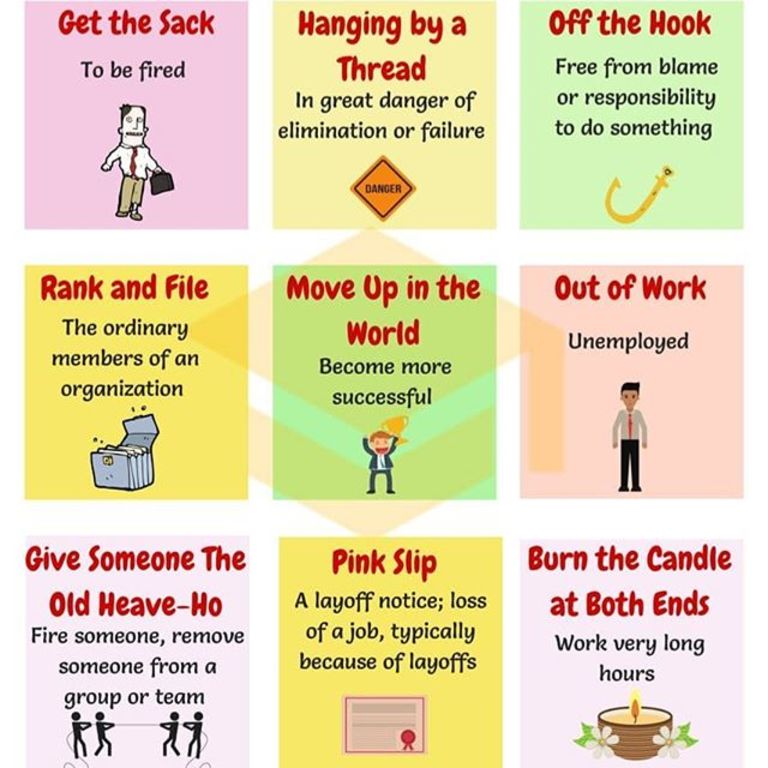 Get the Sack
To be fired
Hanging by a
Thread
In great danger of
elimination or failure
DANGER
Off the Hook
Free from blame
or responsibility
to do something
Rank and File
The ordinary
members of an
organization
Move Up in the
World
Become more
successful
Out of Work
Unemployed
Give Someone The
Old Heave-Ho
Fire someone, remove
someone from a
group or team
Pink Slip
A layoff notice; loss
of a job, typically
because of layoffs
Burn the Candle
at Both Ends
Work very long
hours